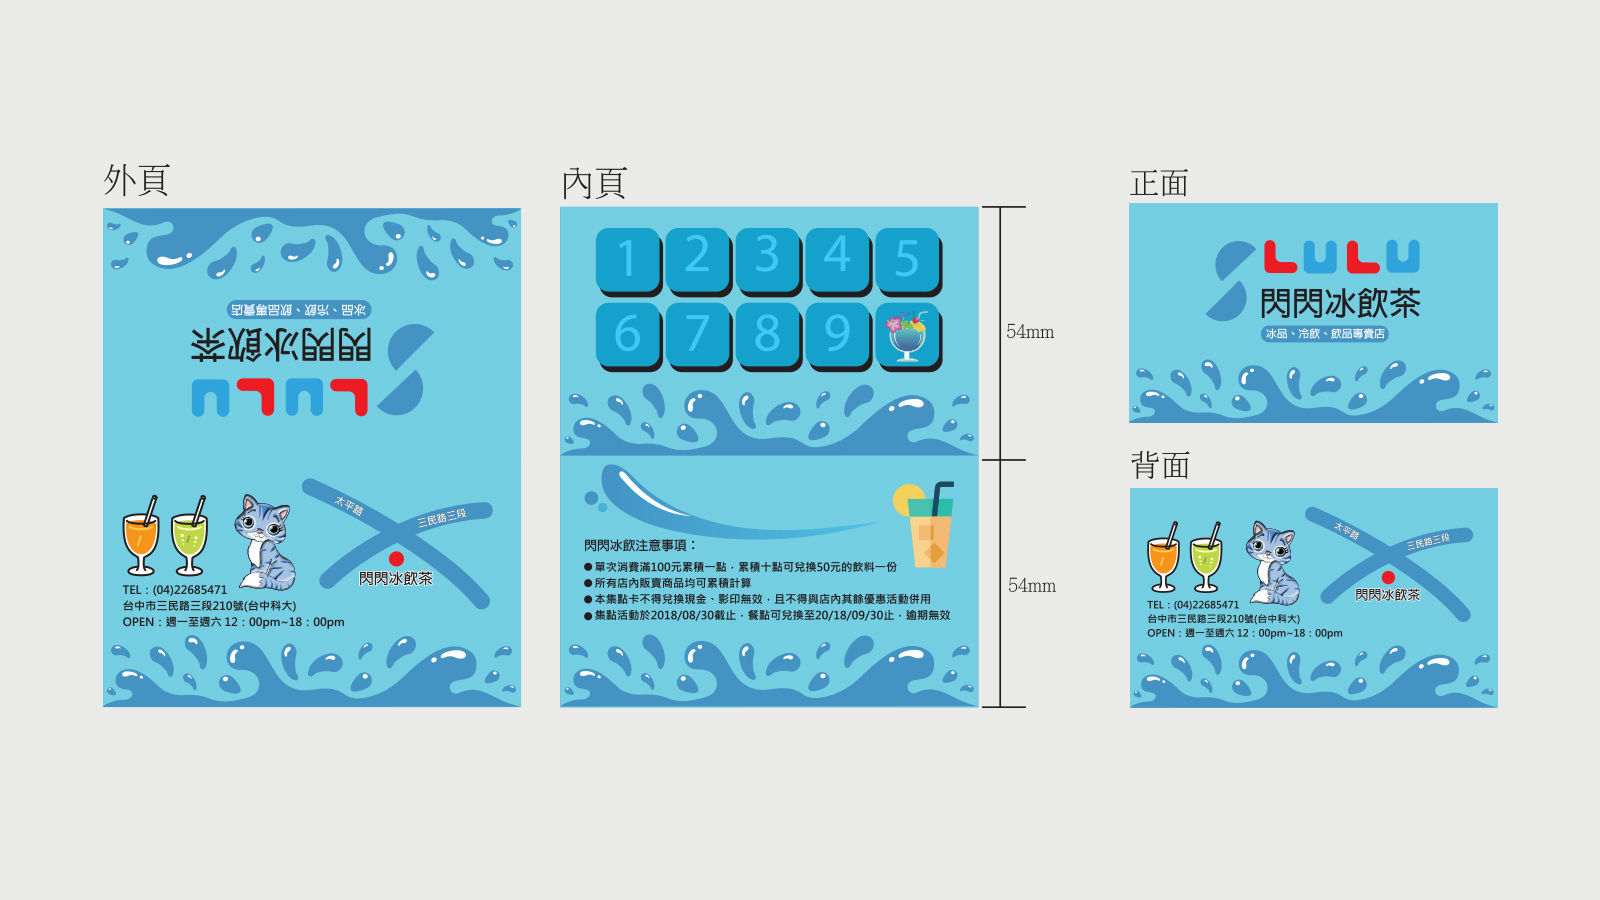 外頁
冰品、冷飲、飲品專賣店
閃閃冰飲茶
LULU
太平路
三民路三段
閃閃冰飲茶
TEL：(04)22685471
台中市三民路三段210號(台中科大)
OPEN：週一至週六 12：00pm~18：00pm
內頁
1 2 3 4 5
6 7 8 9
閃閃冰飲注意事項：
●單次消費滿100元累積一點，累積十點可兌換50元的飲料一份
●所有店內販賣商品均可累積計算
●本集點卡不得兌換現金、影印無效，且不得與店內其餘優惠活動併用
●集點活動於2018/08/30截止，餐點可兌換至20/18/09/30止，逾期無效
54mm
54mm
正面
LULU
閃閃冰飲茶
冰品、冷飲、飲品專賣店
背面
太平路
三民路三段
閃閃冰飲茶
TEL：(04)22685471
台中市三民路三段210號(台中科大)
OPEN：週一至週六 12：00pm~18：00pm